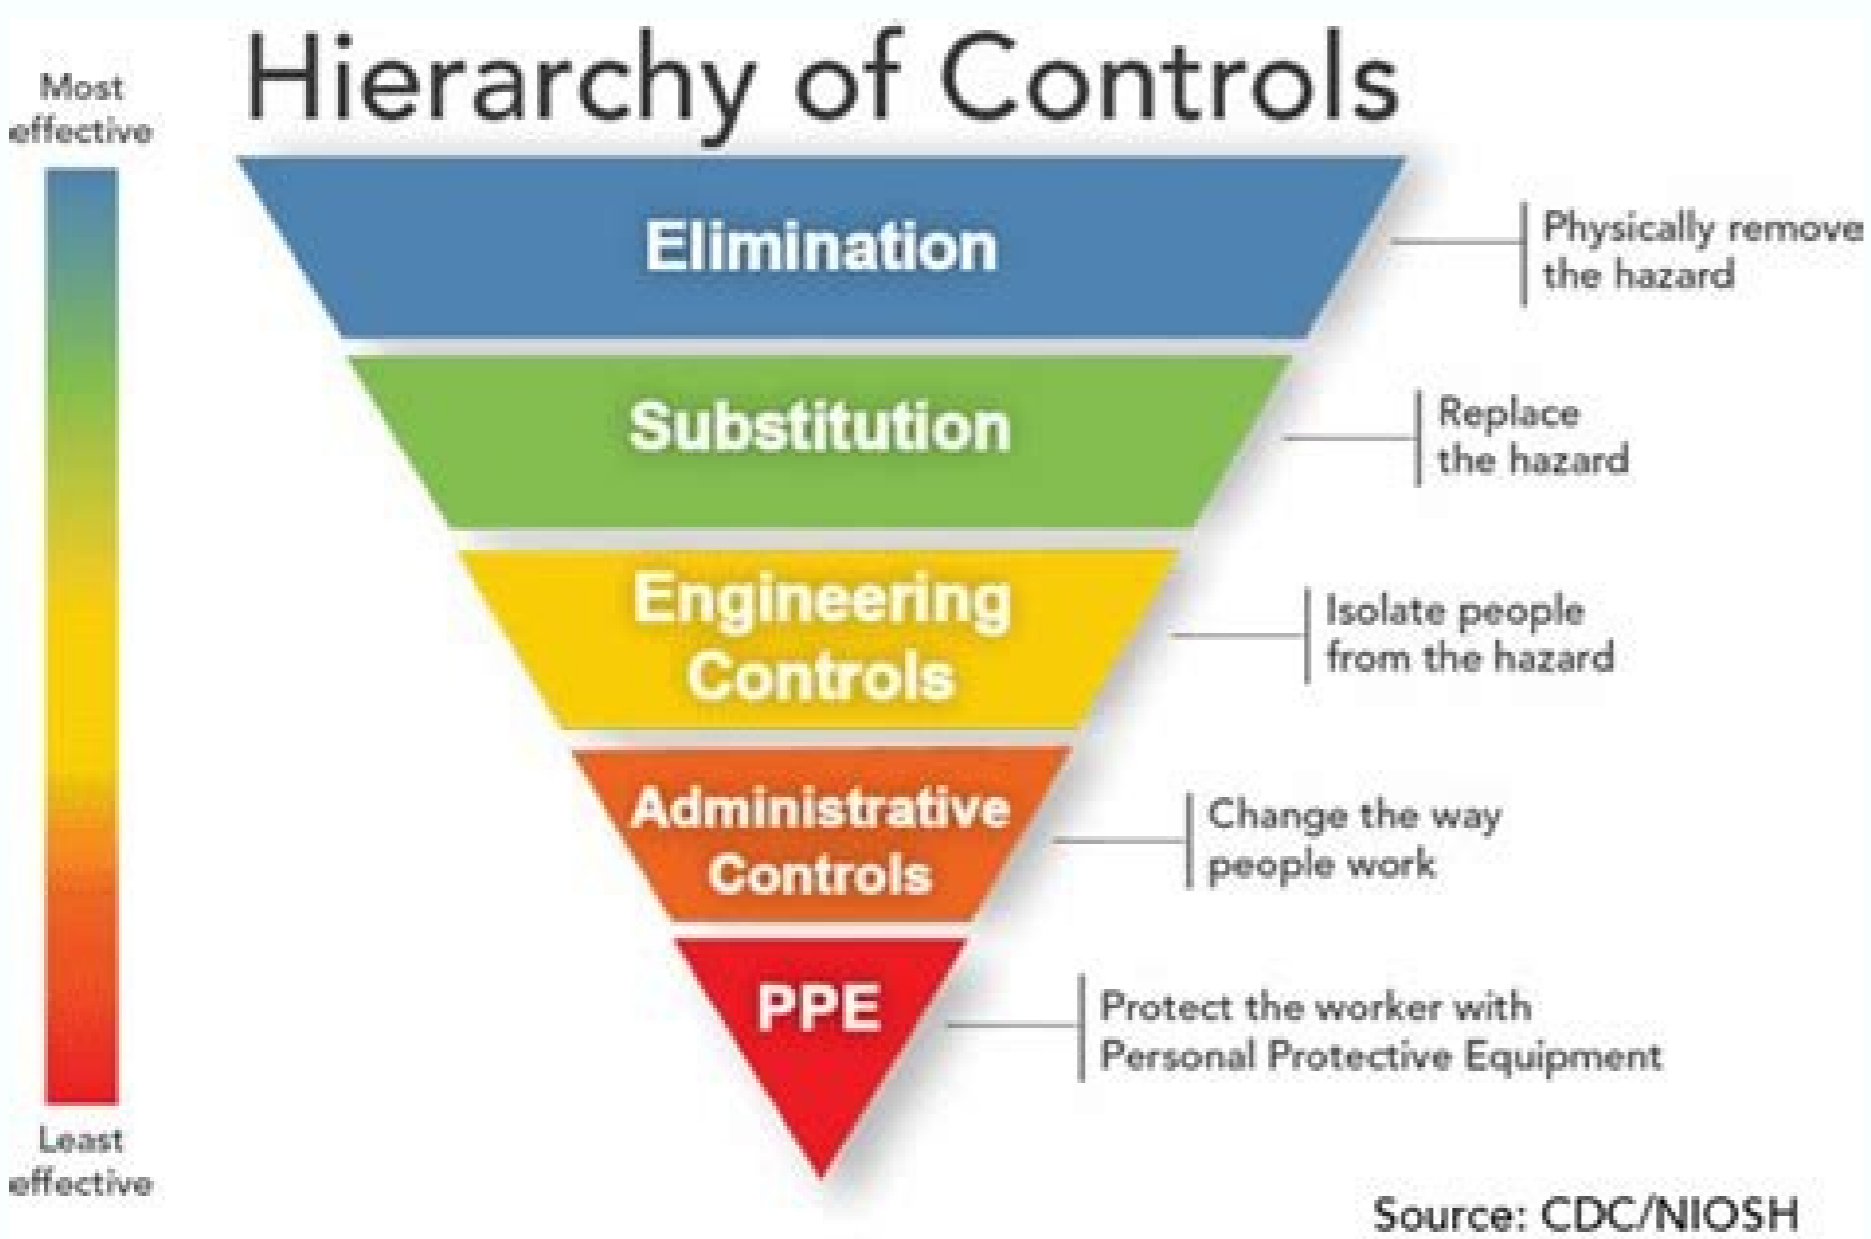 Hierarchy of Controls
Most
effective
Elimination
Physically remove
the hazard
Substitution
Replace
the hazard
Engineering
Controls
Isolate people
from the hazard
Administrative
Controls
Change the way
people work
PPE
Protect the worker with
Personal Protective Equipment
Least
effective
Source: CDC/NIOSH